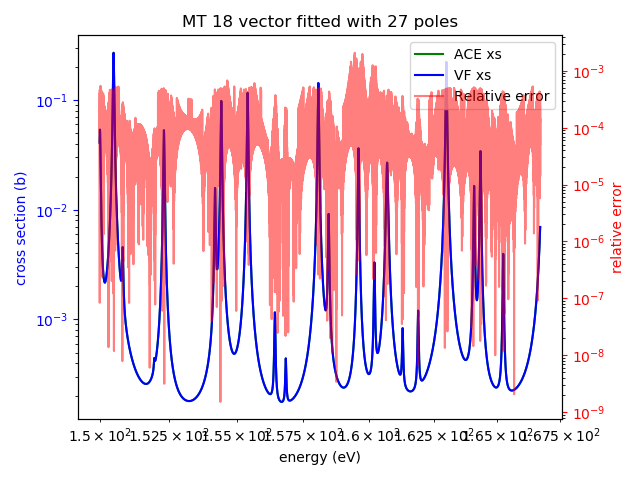 MT 18 vector fitted with 27 poles
ACE xs
VF xs
Relative error
cross section (b)
10⁻¹
10⁻²
10⁻³
relative error
10⁻³
10⁻⁴
10⁻⁵
10⁻⁶
10⁻⁷
10⁻⁸
10⁻⁹
1.5 × 10² 1.525 × 10² 1.55 × 10² 1.575 × 10² 1.6 × 10² 1.625 × 10² 1.65 × 10² 1.675 × 10²
energy (eV)